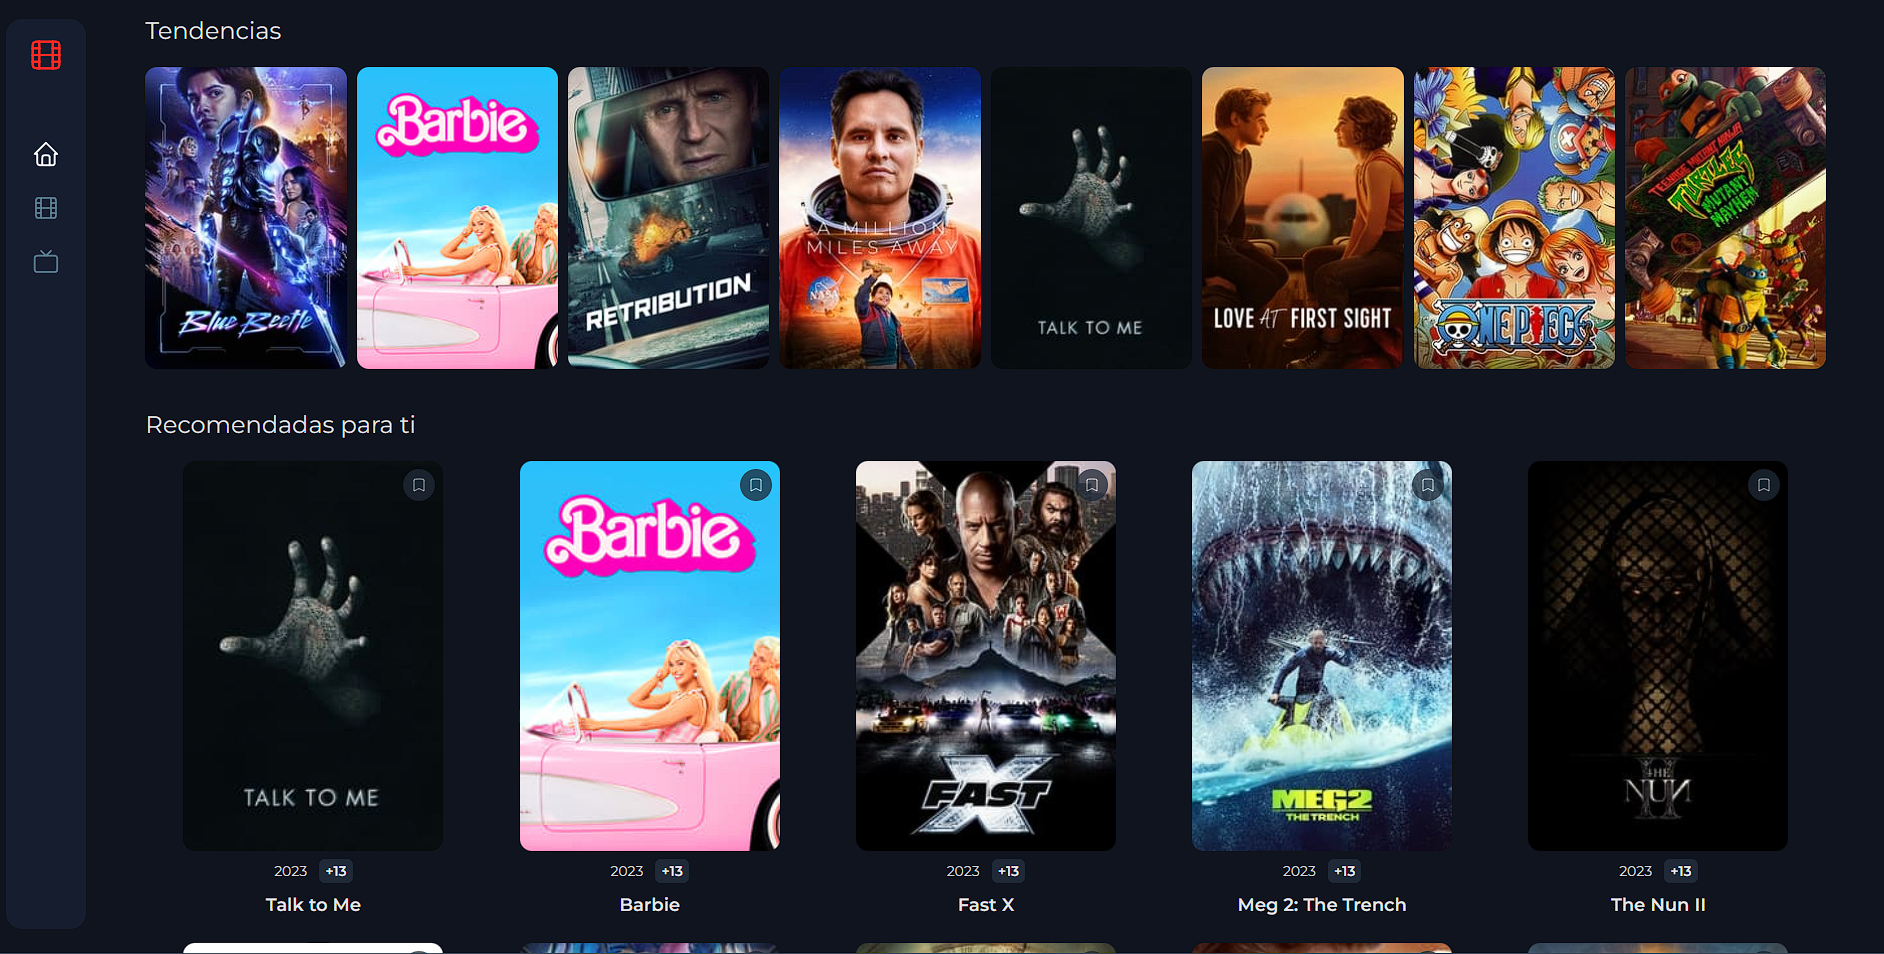 Tendencias
Blue Beetle
Barbie
RETRIBUTION
A MILLION
MILES AWAY
NASA
TALK TO ME
LOVE AT FIRST SIGHT
ONE PIECE
TEENAGE MUTANT NINJA
TURTLES
MUTANT
MAYHEM
Recomendadas para ti
TALK TO ME
Barbie
FAST X
MEG 2
THE TRENCH
THE
NUN II
2023 +13
Talk to Me
2023 +13
Barbie
2023 +13
Fast X
2023 +13
Meg 2: The Trench
2023 +13
The Nun II